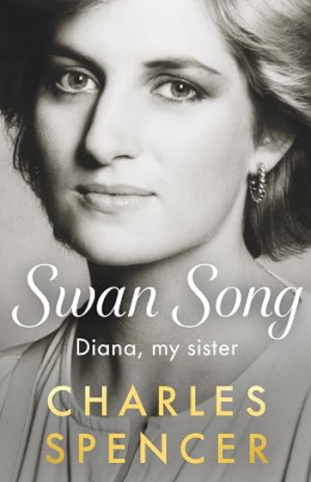 Swan Song
Diana, my sister
CHARLES
SPENCER